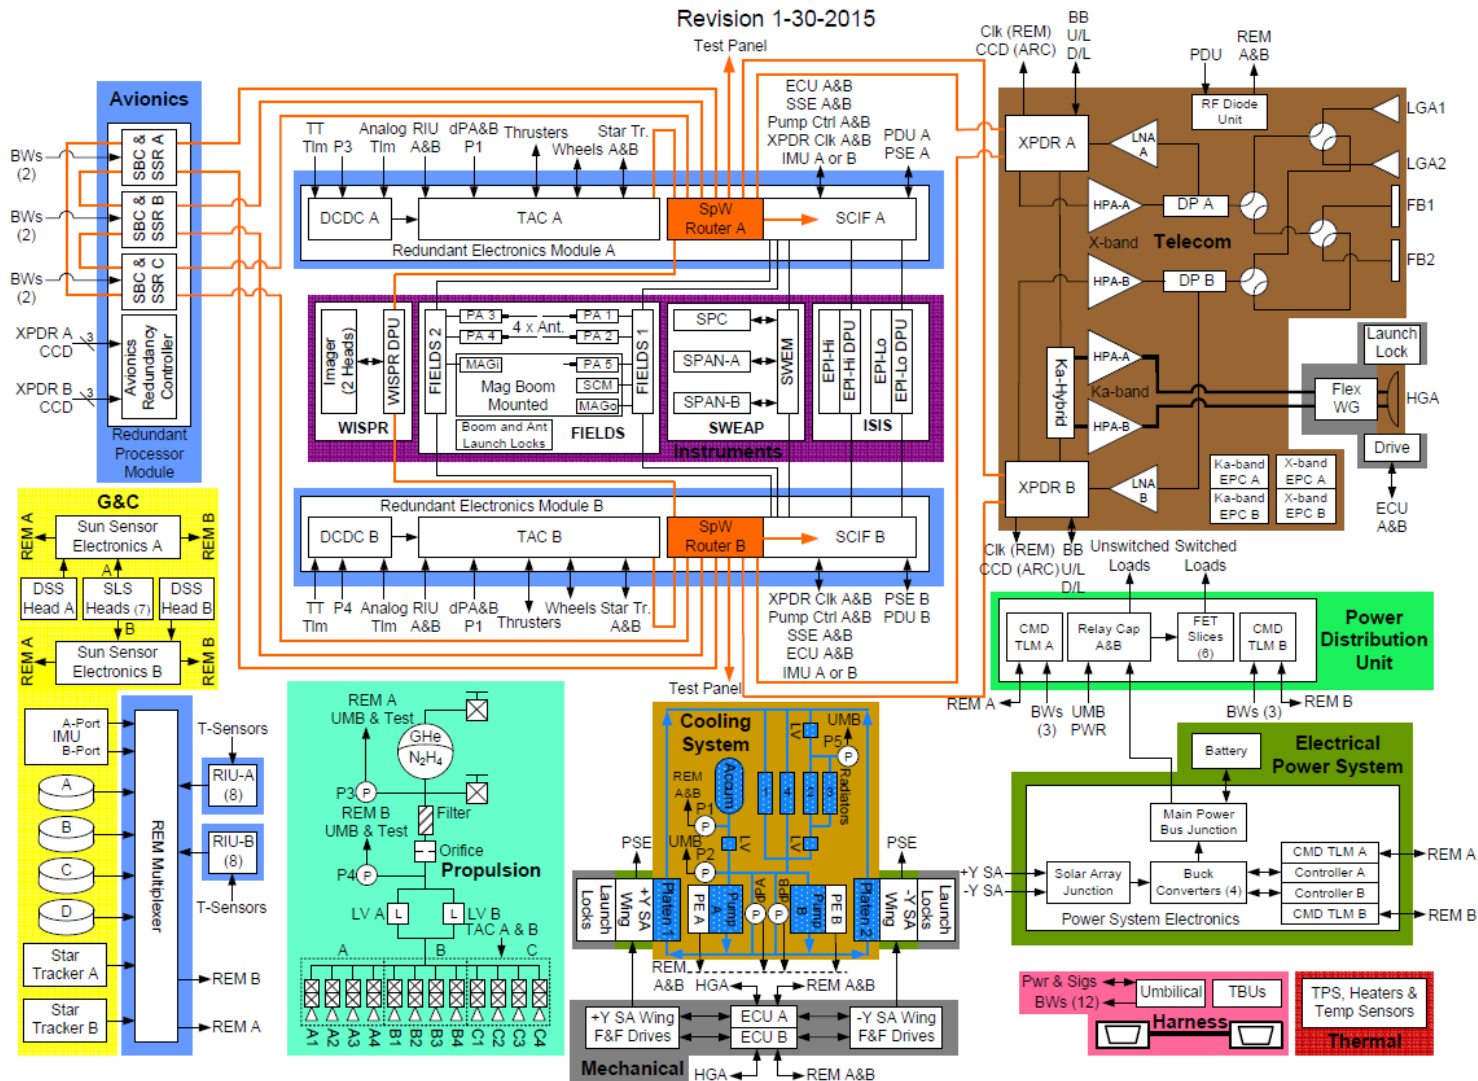 Revision 1-30-2015
Test Panel
Clk (REM)
CCD (ARC)
BB
U/L
D/L
PDU
REM
A&B
Avionics
SBC &
SSR A
SBC &
SSR B
SBC &
SSR C
BWs
(2)
BWs
(2)
BWs
(2)
XPDR A
CCD
3
XPDR B
CCD
3
Avionics
Redundancy
Controller
Redundant
Processor
Module
TT
Tlm
P3
Analog
Tlm
RIU
A&B
dPA&B
P1
Thrusters
Wheels
Star Tr.
A&B
ECU A&B
SSE A&B
Pump Ctrl A&B
XPDR Clk A&B
IMU A or B
PDU A
PSE A
DCDC A
TAC A
SpW
Router A
SCIF A
Redundant Electronics Module A
Imager
(2 Heads)
WISPR DPU
WISPR
FIELDS 2
PA 3
PA 4
4 x Ant.
PA 1
PA 2
MAGi
PA 5
SCM
MAGo
Mag Boom
Mounted
Boom and Ant
Launch Locks
FIELDS 1
FIELDS
SPC
SPAN-A
SPAN-B
SWEM
SWEAP
EPI-Hi
EPI-Hi DPU
EPI-Lo
EPI-Lo DPU
ISIS
Instruments
Redundant Electronics Module B
DCDC B
TAC B
SpW
Router B
SCIF B
TT
Tlm
P4
Analog
Tlm
RIU
A&B
dPA&B
P1
Thrusters
Wheels
Star Tr.
A&B
XPDR Clk A&B
Pump Ctrl A&B
SSE A&B
ECU A&B
IMU A or B
PSE B
PDU B
Test Panel
XPDR A
LNA
A
RF Diode
Unit
LGA1
LGA2
HPA-A
DP A
FB1
X-band
Telecom
FB2
HPA-B
DP B
Ka-Hybrid
HPA-A
Ka-band
HPA-B
Launch
Lock
Flex
WG
HGA
Drive
ECU
A&B
XPDR B
LNA
B
Ka-band
EPC A
X-band
EPC A
Ka-band
EPC B
X-band
EPC B
Clk (REM)
CCD (ARC)
BB
U/L
D/L
Unswitched
Loads
Switched
Loads
G&C
REM A
Sun Sensor
Electronics A
REM B
A
DSS
Head A
SLS
Heads (7)
DSS
Head B
B
REM A
Sun Sensor
Electronics B
REM B
A-Port
IMU
B-Port
A
B
C
D
Star
Tracker A
Star
Tracker B
REM Multiplexer
T-Sensors
RIU-A
(8)
RIU-B
(8)
T-Sensors
REM B
REM A
REM A
UMB & Test
GHe
N₂H₄
P3
P
REM B
UMB & Test
Filter
Orifice
P4
P
Propulsion
LV A
L
L
LV B
TAC A & B
A
B
C
A1
A2
A3
A4
B1
B2
B3
B4
C1
C2
C3
C4
Cooling
System
LV
UMB
P5
P
REM
A&B
Accum
P1
P
1
4
2
3
Radiators
LV
LV
UMB
P2
P
PSE
PSE
Launch
Locks
+Y SA
Wing
Platen 1
PE A
Pump
A
dPA
P
dPB
P
Pump
B
PE B
Platen 2
-Y SA
Wing
Launch
Locks
REM
A&B
HGA
REM A&B
+Y SA Wing
F&F Drives
ECU A
ECU B
-Y SA Wing
F&F Drives
Mechanical
HGA
REM A&B
CMD
TLM A
Relay Cap
A&B
FET
Slices
(6)
CMD
TLM B
Power
Distribution
Unit
REM A
BWs
(3)
UMB
PWR
BWs (3)
REM B
Battery
Electrical
Power System
Main Power
Bus Junction
+Y SA
-Y SA
Solar Array
Junction
Buck
Converters (4)
CMD TLM A
Controller A
Controller B
CMD TLM B
REM A
REM B
Power System Electronics
Pwr & Sigs
BWs (12)
Umbilical
TBUs
Harness
TPS, Heaters &
Temp Sensors
Thermal